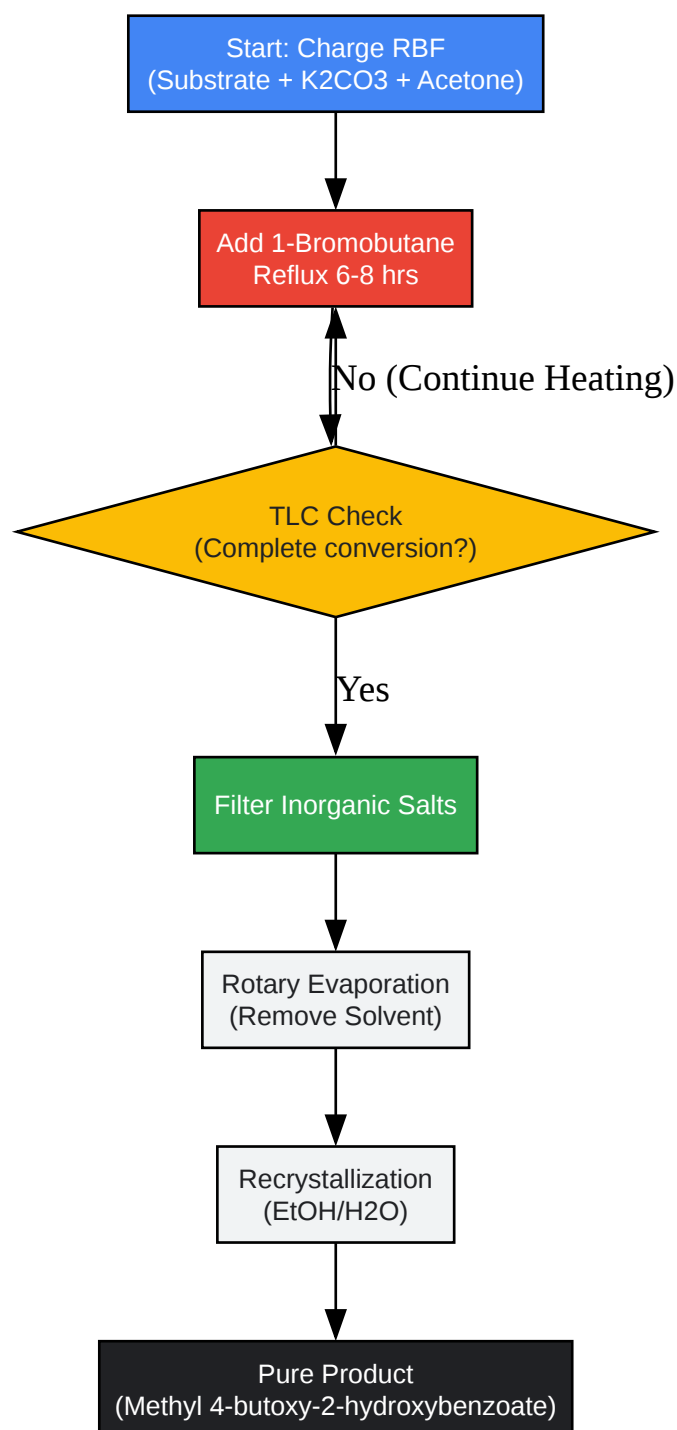 Start: Charge RBF
(Substrate + K2CO3 + Acetone)
Add 1-Bromobutane
Reflux 6-8 hrs
No (Continue Heating)
TLC Check
(Complete conversion?)
Yes
Filter Inorganic Salts
Rotary Evaporation
(Remove Solvent)
Recrystallization
(EtOH/H2O)
Pure Product
(Methyl 4-butoxy-2-hydroxybenzoate)